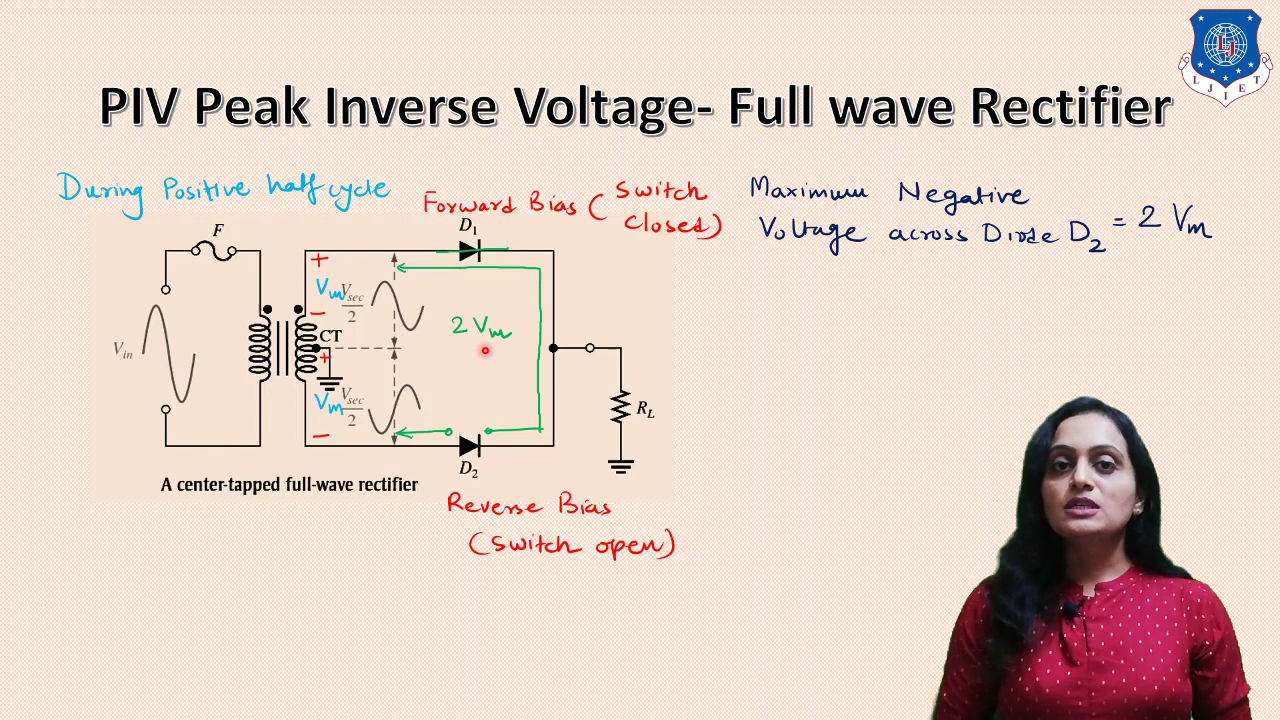 L J
L J I E T
PIV Peak Inverse Voltage- Full wave Rectifier
During Positive half cycle
Forward Bias (Switch
closed)
Maximum Negative
Voltage across Diode D2 = 2 Vm
F
D1
+
Vm
Vsec/2
−
2 Vm
Vin
CT
+
Vm
Vsec/2
−
RL
D2
A center-tapped full-wave rectifier
Reverse Bias
(Switch open)